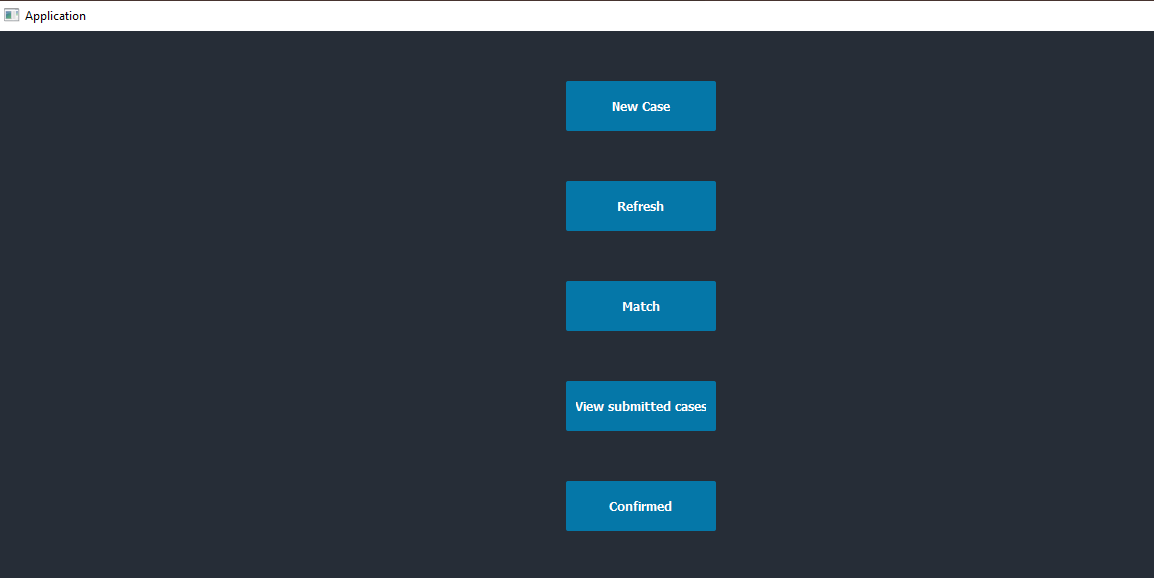 Application
New Case
Refresh
Match
View submitted cases
Confirmed